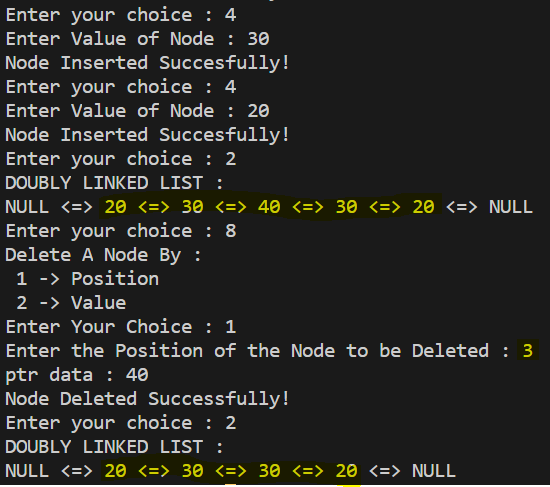 Enter your choice : 4
Enter Value of Node : 30
Node Inserted Succesfully!
Enter your choice : 4
Enter Value of Node : 20
Node Inserted Succesfully!
Enter your choice : 2
DOUBLY LINKED LIST :
NULL <=> 20 <=> 30 <=> 40 <=> 30 <=> 20 <=> NULL
Enter your choice : 8
Delete A Node By :
 1 -> Position
 2 -> Value
Enter Your Choice : 1
Enter the Position of the Node to be Deleted : 3
ptr data : 40
Node Deleted Successfully!
Enter your choice : 2
DOUBLY LINKED LIST :
NULL <=> 20 <=> 30 <=> 30 <=> 20 <=> NULL